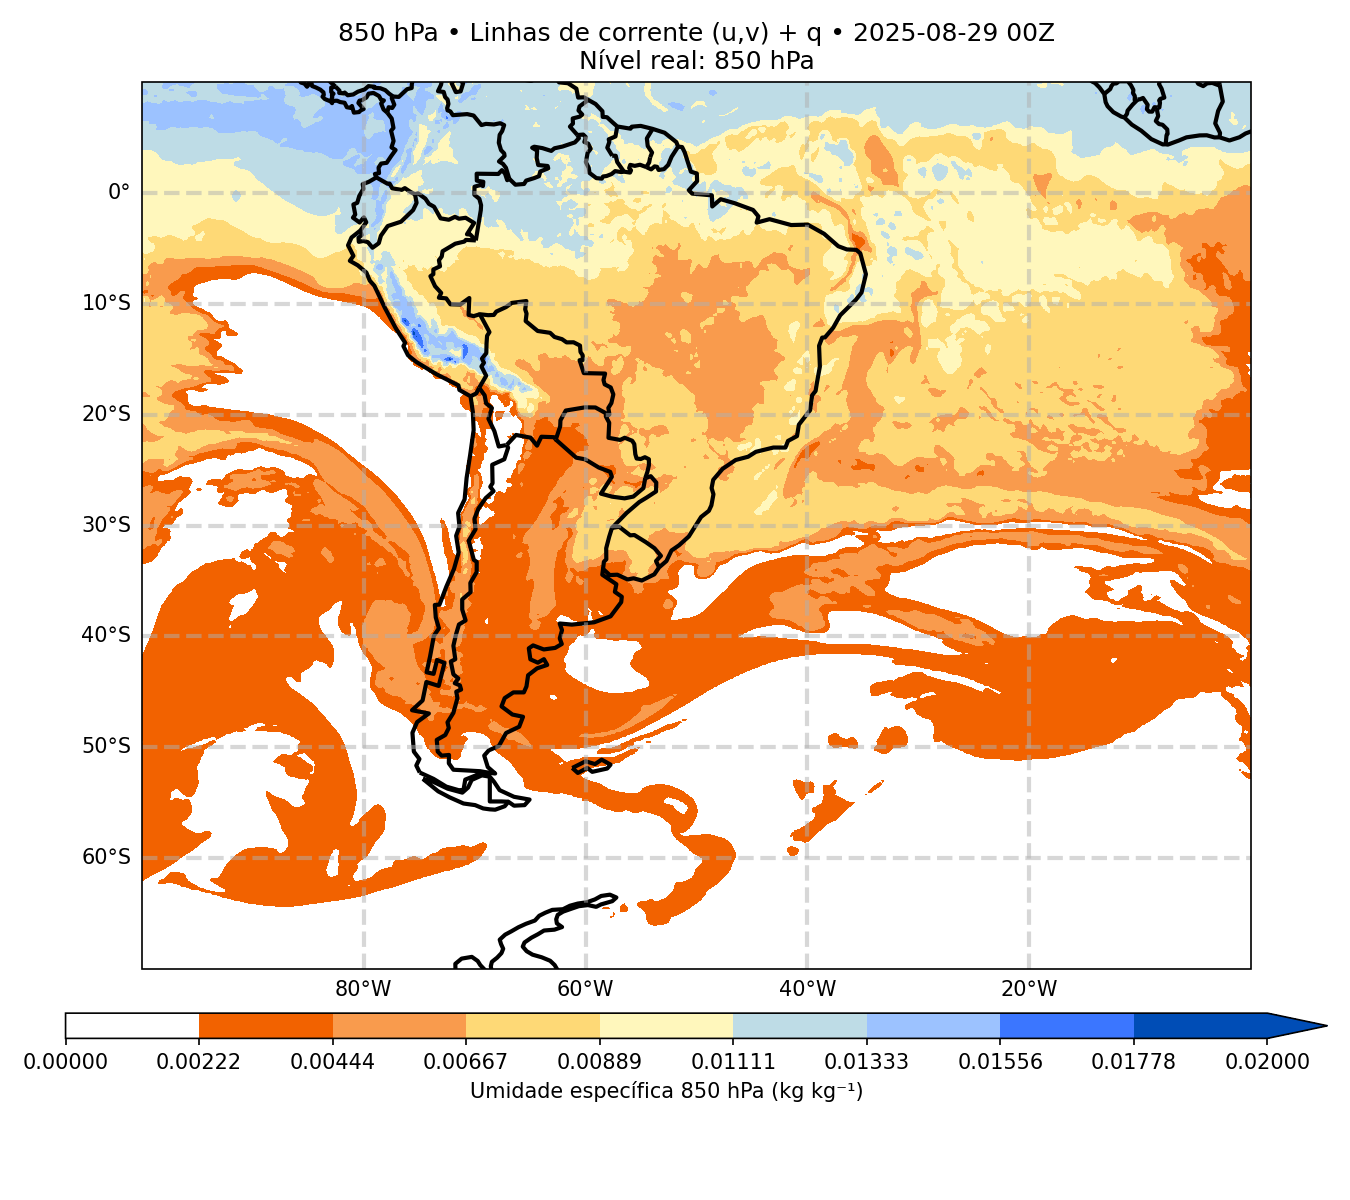 850 hPa • Linhas de corrente (u,v) + q • 2025-08-29 00Z
Nível real: 850 hPa
0°
10°S
20°S
30°S
40°S
50°S
60°S
80°W 60°W 40°W 20°W
0.00000 0.00222 0.00444 0.00667 0.00889 0.01111 0.01333 0.01556 0.01778 0.02000
Umidade específica 850 hPa (kg kg⁻¹)